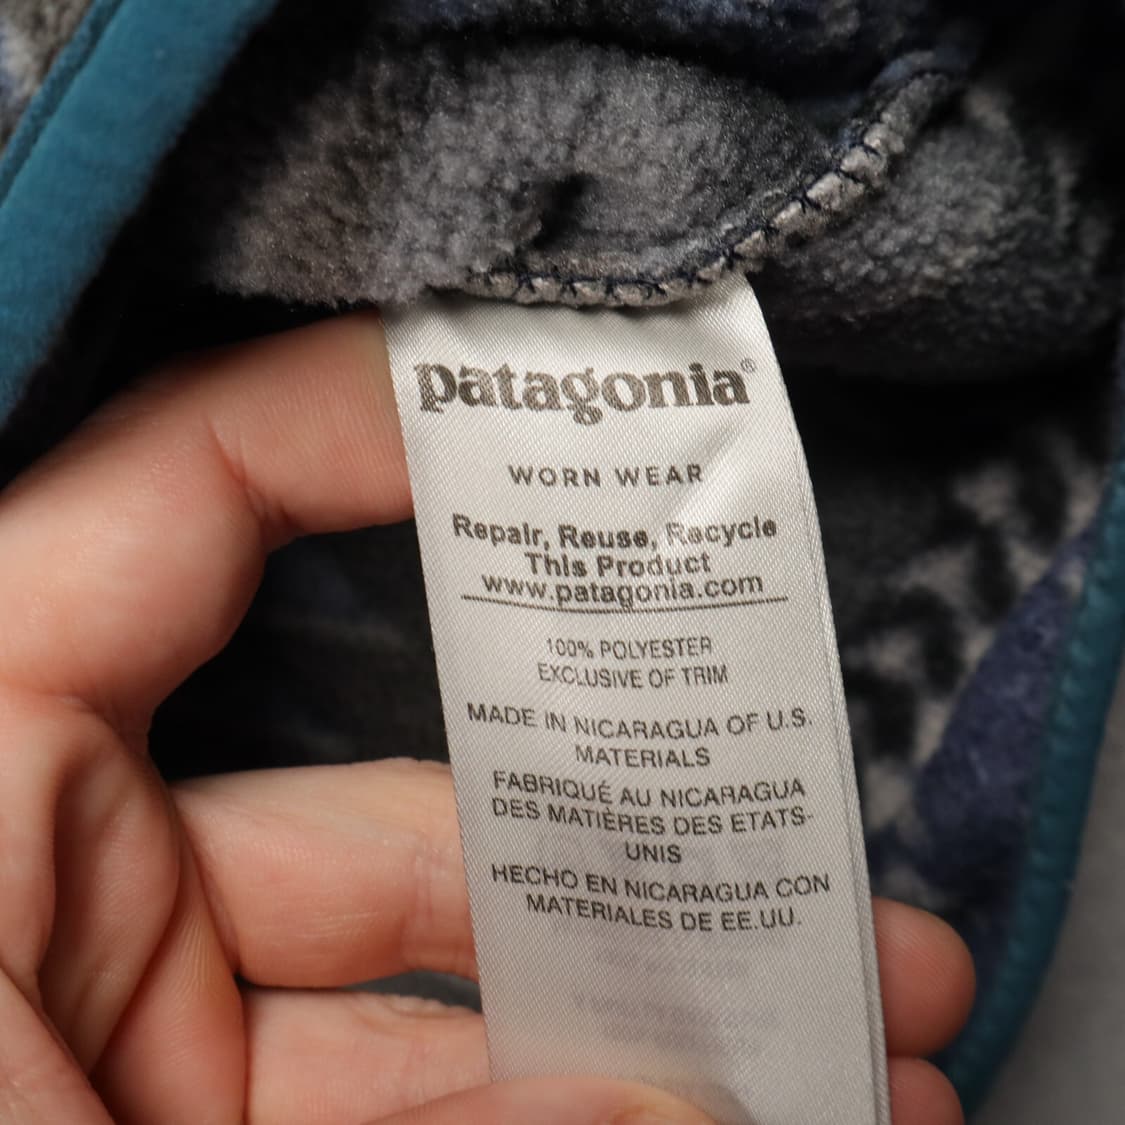 patagonia®
WORN WEAR
Repair, Reuse, Recycle
This Product
www.patagonia.com
100% POLYESTER
EXCLUSIVE OF TRIM
MADE IN NICARAGUA OF U.S.
MATERIALS
FABRIQUÉ AU NICARAGUA
DES MATIÈRES DES ETATS-
UNIS
HECHO EN NICARAGUA CON
MATERIALES DE EE.UU.